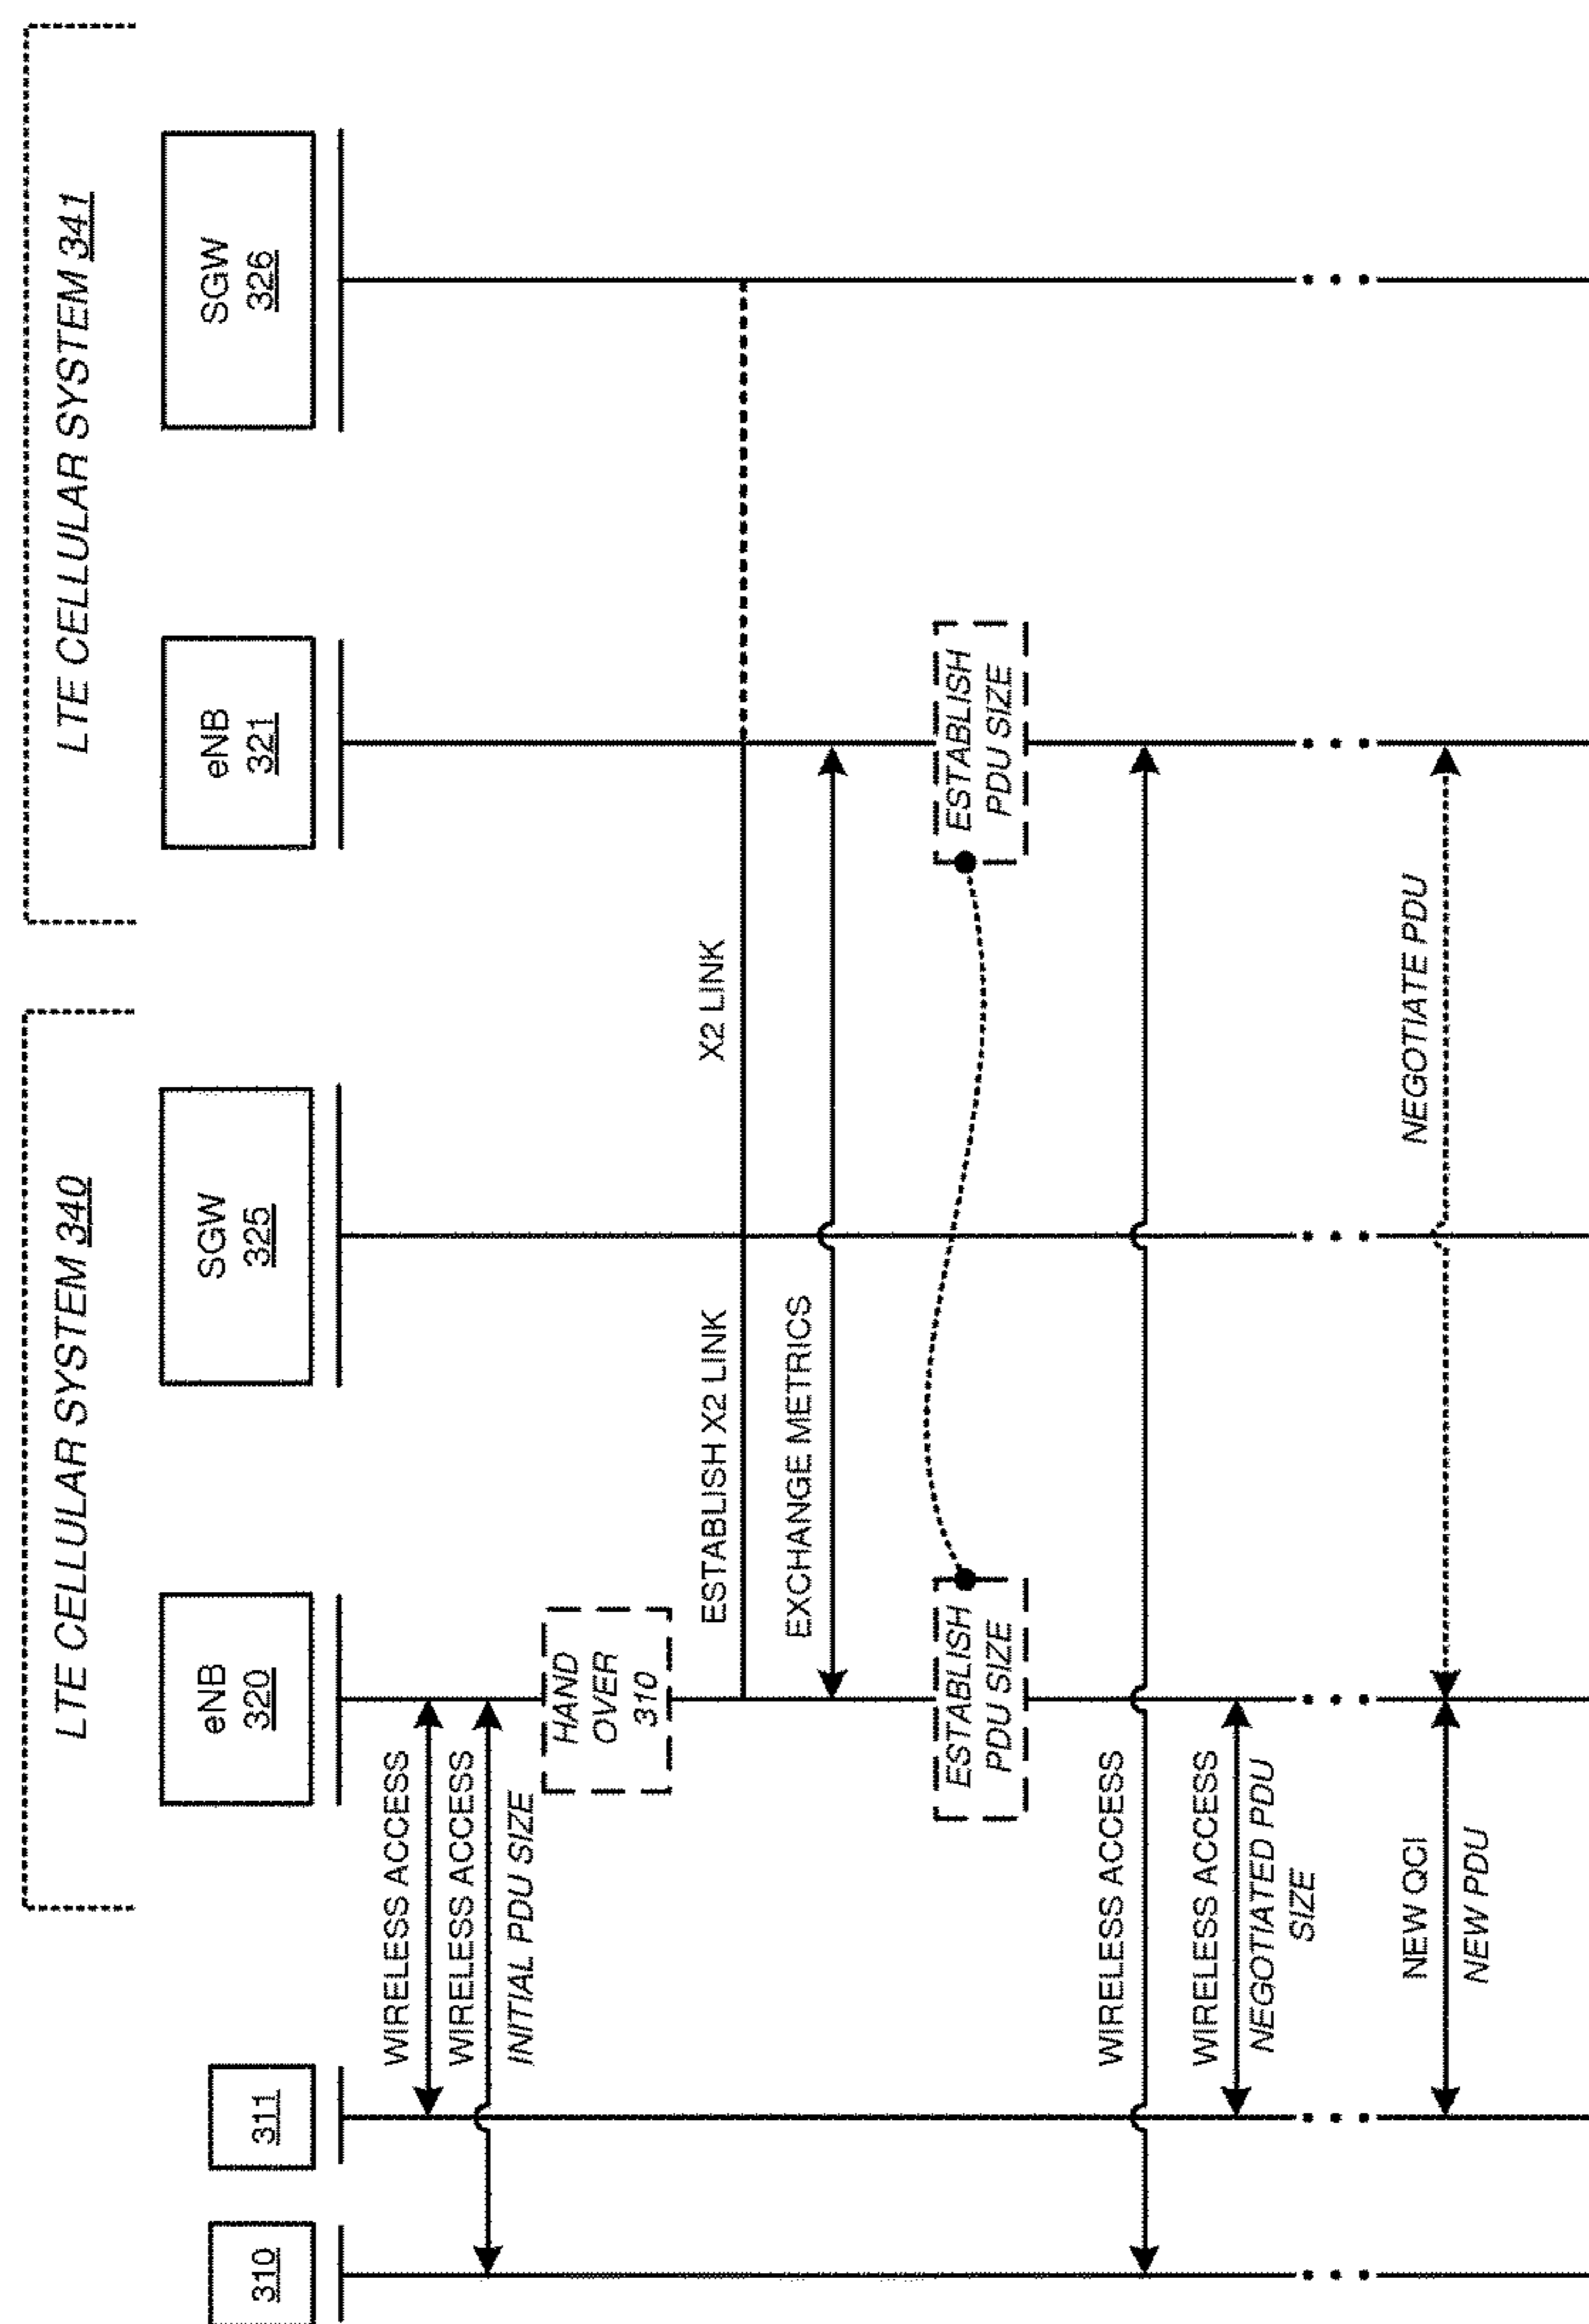 LTE CELLULAR SYSTEM 340
LTE CELLULAR SYSTEM 341
310
311
eNB
320
SGW
325
eNB
321
SGW
326
WIRELESS ACCESS
WIRELESS ACCESS
INITIAL PDU SIZE
HAND
OVER
310
ESTABLISH X2 LINK
X2 LINK
EXCHANGE METRICS
ESTABLISH
PDU SIZE
ESTABLISH
PDU SIZE
WIRELESS ACCESS
WIRELESS ACCESS
NEGOTIATED PDU
SIZE
NEW QCI
NEGOTIATE PDU
NEW PDU